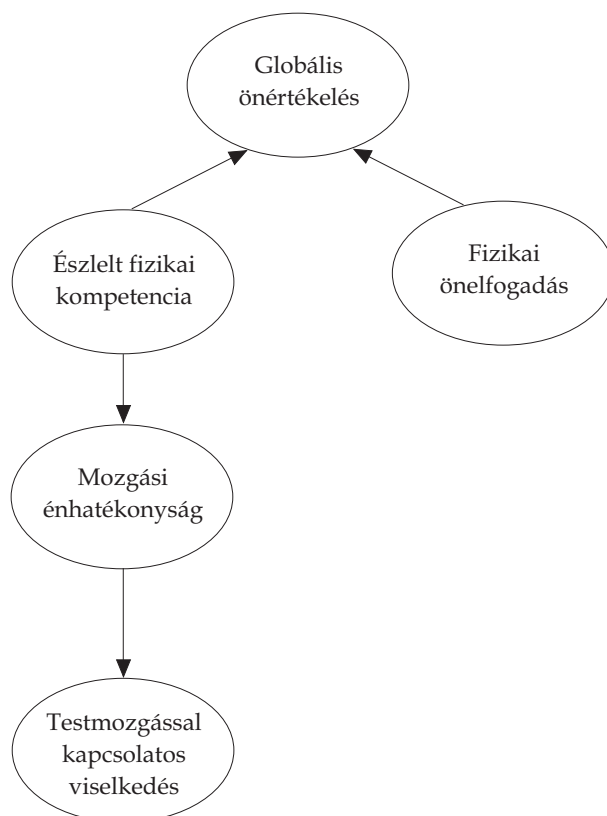 Globális
önértékelés
Észlelt fizikai
kompetencia
Fizikai
önelfogadás
Mozgási
énhatékonyság
Testmozgással
kapcsolatos
viselkedés